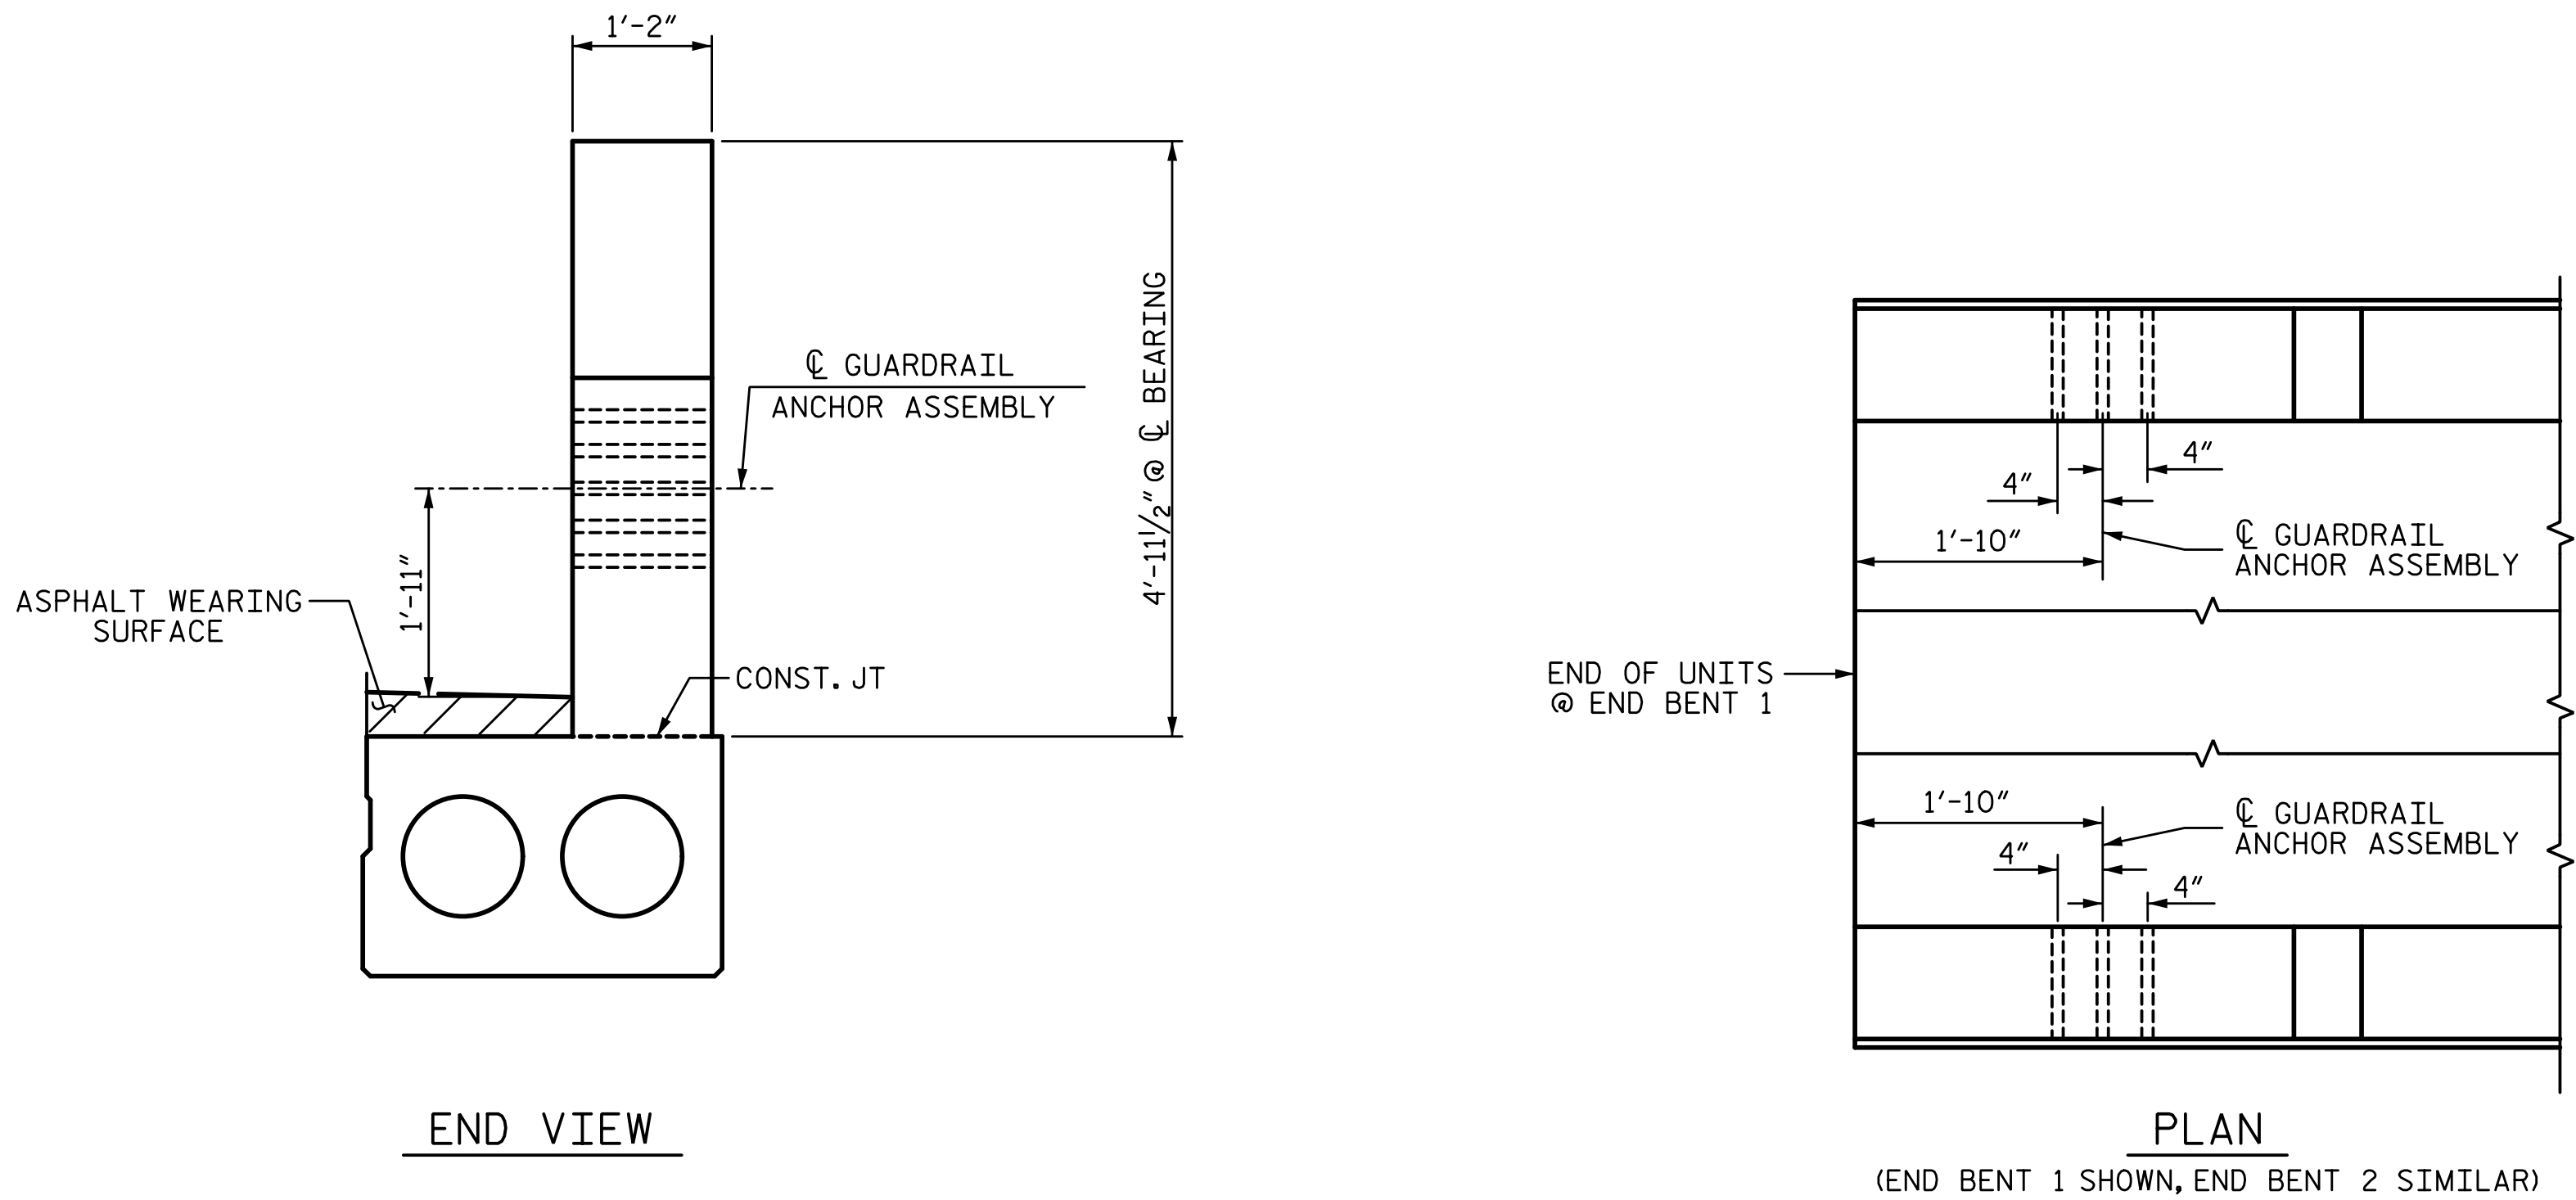 1'-2"
℄ GUARDRAIL
ANCHOR ASSEMBLY
4'-11 1/2" @ ℄ BEARING
1'-11"
ASPHALT WEARING
SURFACE
CONST. JT
END VIEW
4"
4"
1'-10"
℄ GUARDRAIL
ANCHOR ASSEMBLY
END OF UNITS
@ END BENT 1
1'-10"
℄ GUARDRAIL
ANCHOR ASSEMBLY
4"
4"
PLAN
(END BENT 1 SHOWN, END BENT 2 SIMILAR)